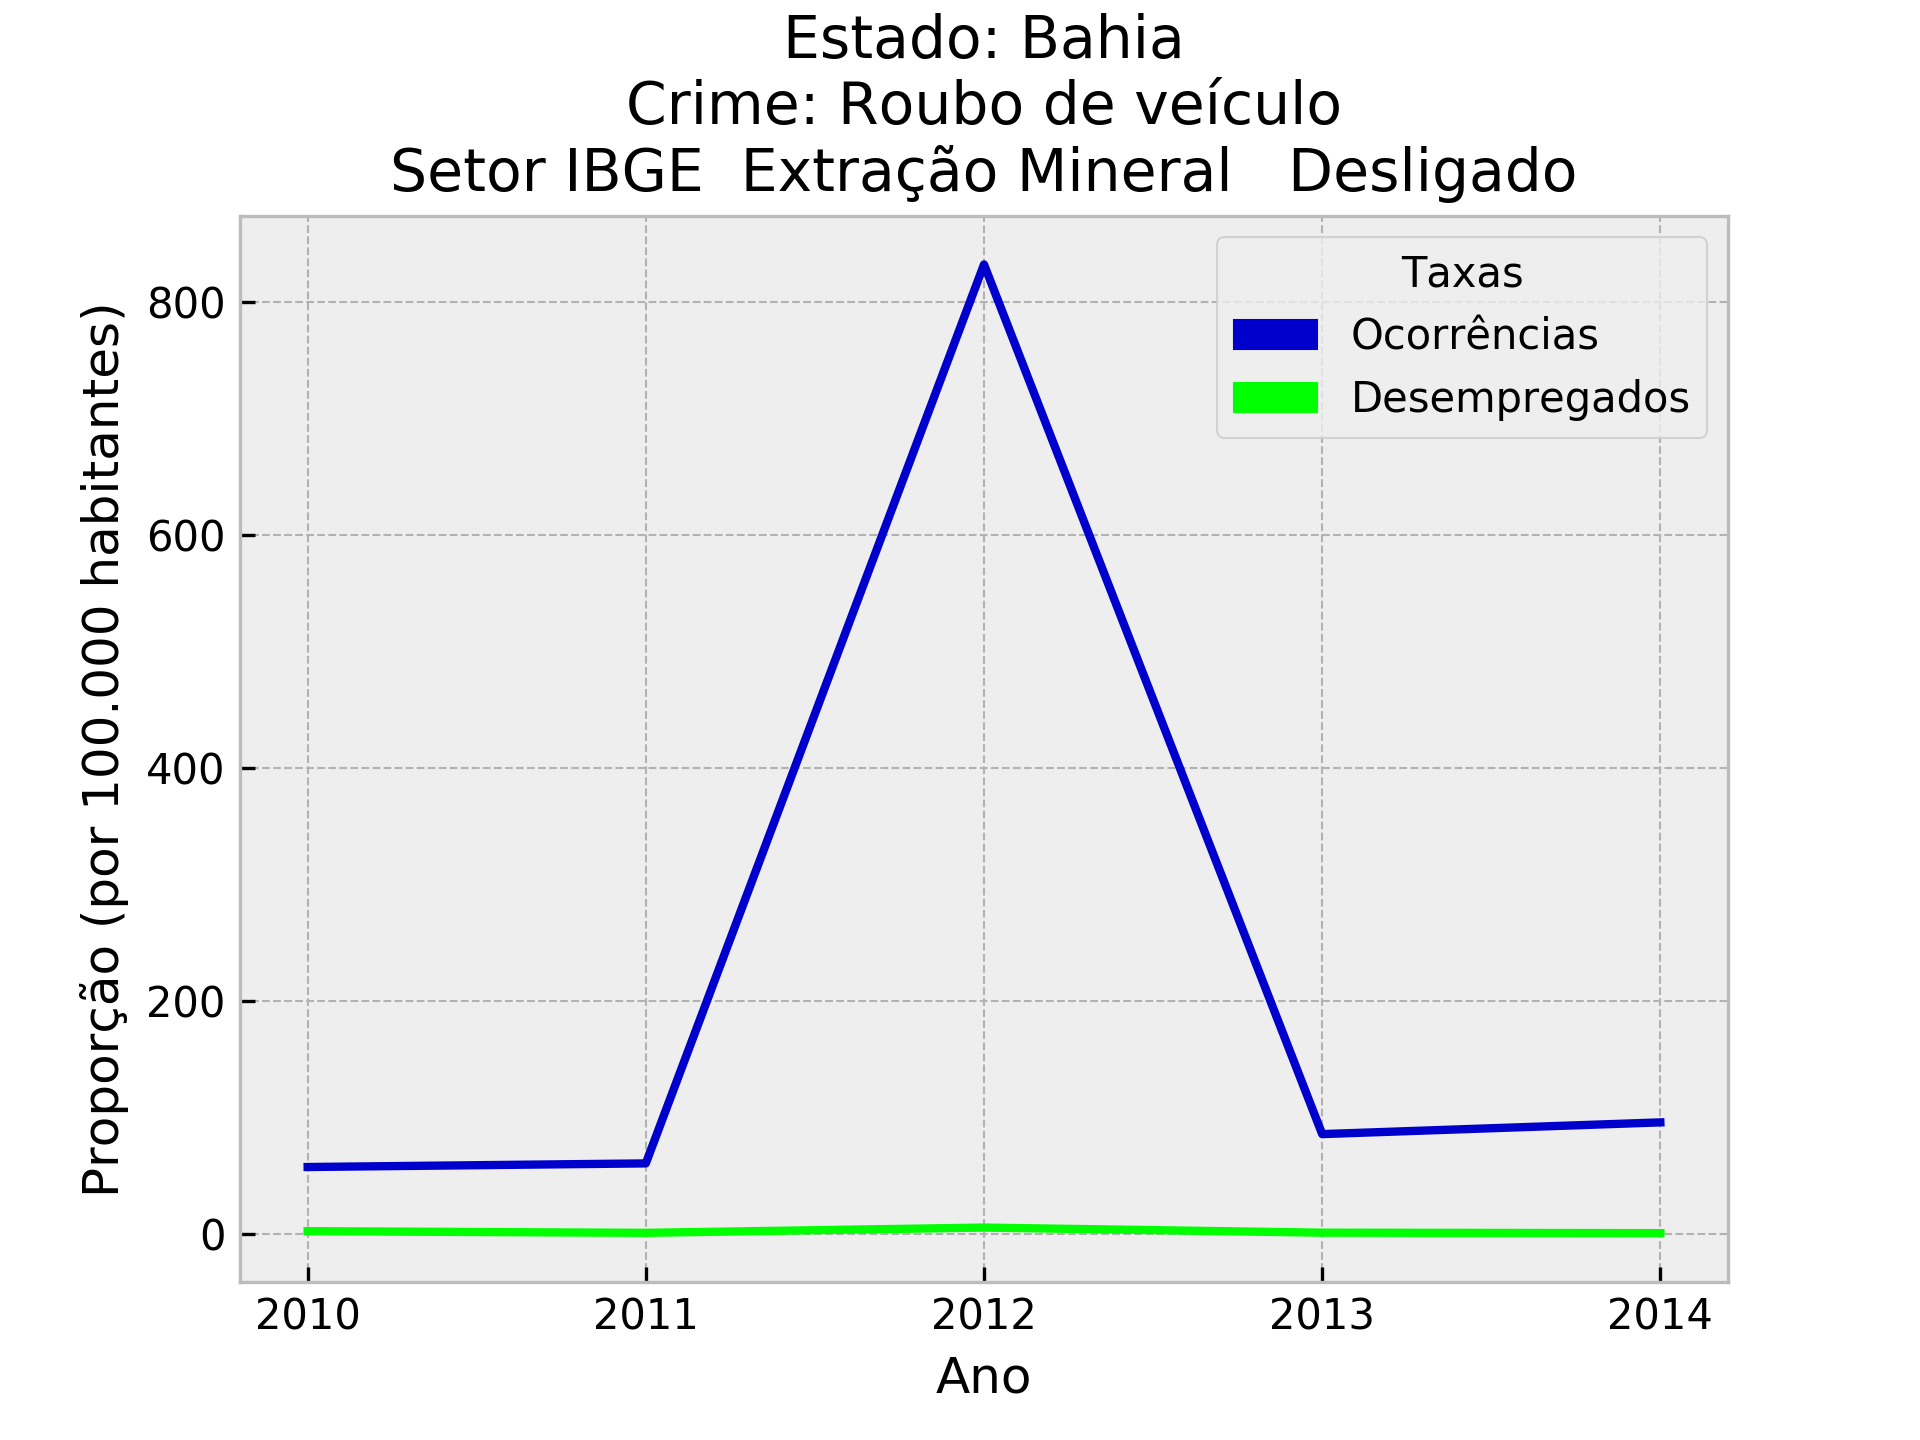 Estado: Bahia
Crime: Roubo de veículo
Setor IBGE  Extração Mineral   Desligado
Proporção (por 100.000 habitantes)
800
600
400
200
0
Taxas
Ocorrências
Desempregados
2010 2011 2012 2013 2014
Ano